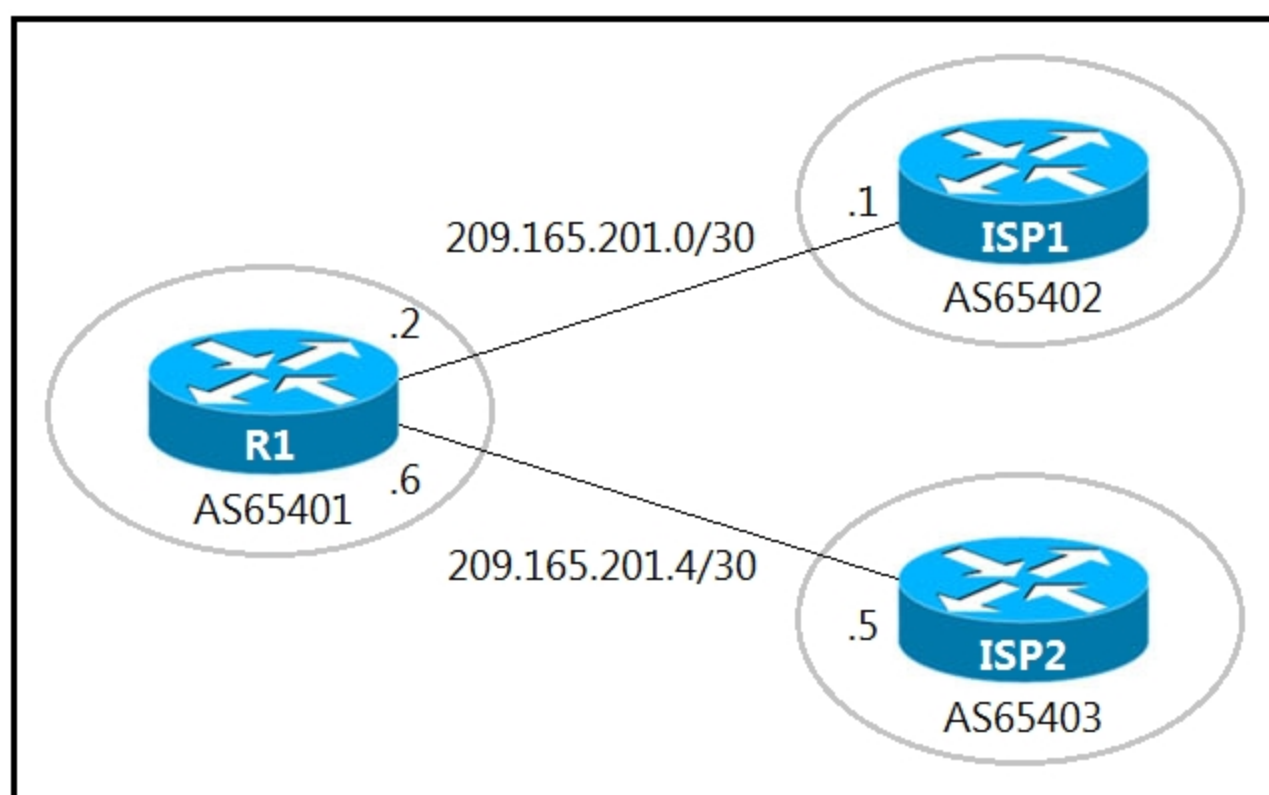 .1
209.165.201.0/30
ISP1
AS65402
.2
R1
.6
AS65401
209.165.201.4/30
.5
ISP2
AS65403